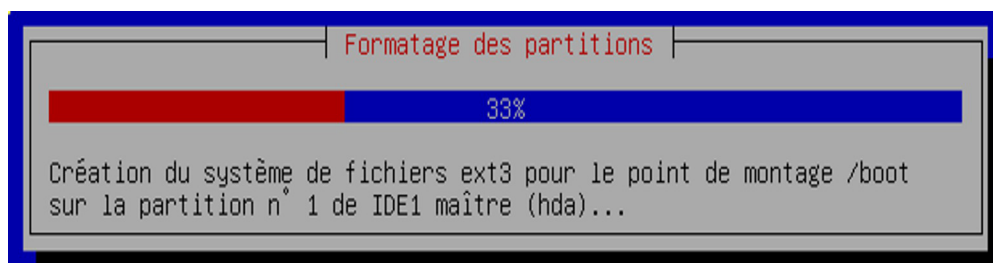 Formatage des partitions
33%
Création du système de fichiers ext3 pour le point de montage /boot
sur la partition n° 1 de IDE1 maître (hda)...